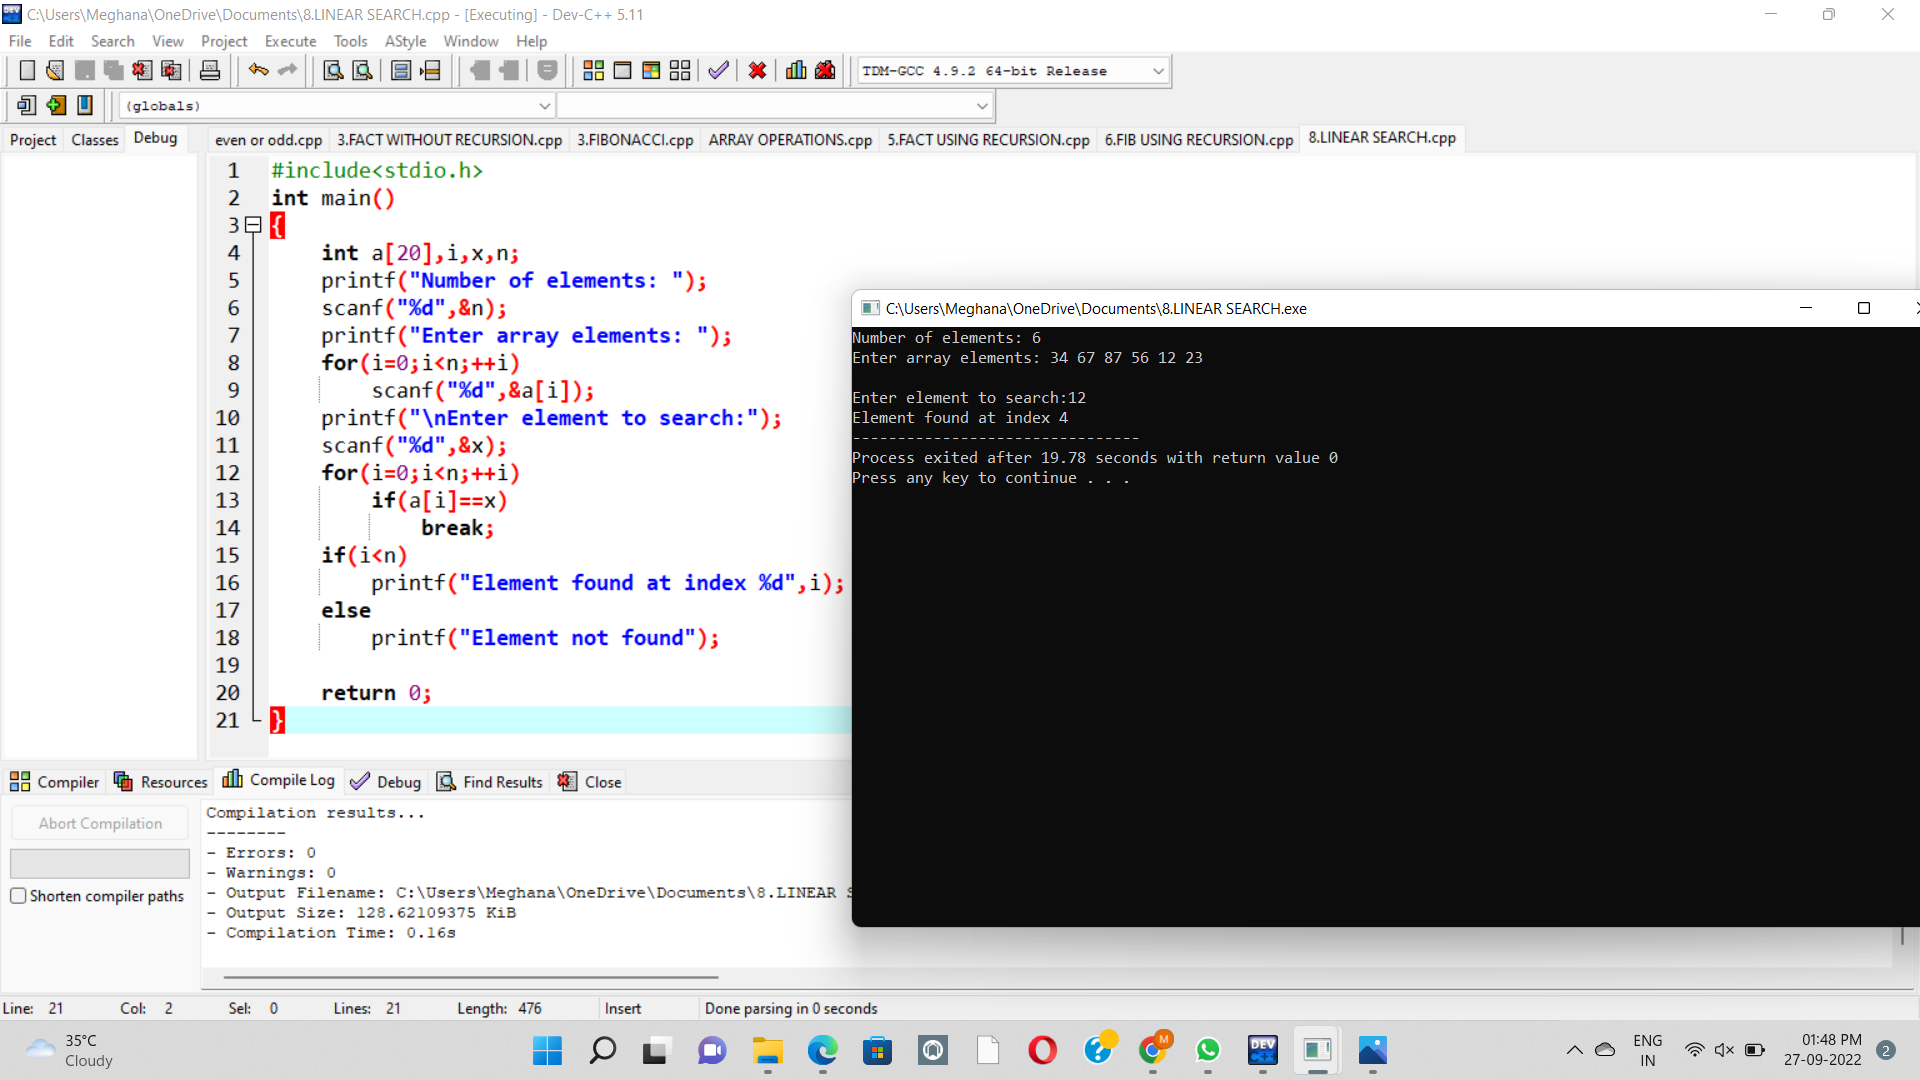 C:\Users\Meghana\OneDrive\Documents\8.LINEAR SEARCH.cpp - [Executing] - Dev-C++ 5.11
File Edit Search View Project Execute Tools AStyle Window Help
TDM-GCC 4.9.2 64-bit Release
(globals)
Project Classes Debug
even or odd.cpp 3.FACT WITHOUT RECURSION.cpp 3.FIBONACCI.cpp ARRAY OPERATIONS.cpp 5.FACT USING RECURSION.cpp 6.FIB USING RECURSION.cpp 8.LINEAR SEARCH.cpp
1 #include<stdio.h>
2 int main()
3 {
4 int a[20],i,x,n;
5 printf("Number of elements: ");
6 scanf("%d",&n);
7 printf("Enter array elements: ");
8 for(i=0;i<n;++i)
9 scanf("%d",&a[i]);
10 printf("\nEnter element to search:");
11 scanf("%d",&x);
12 for(i=0;i<n;++i)
13 if(a[i]==x)
14 break;
15 if(i<n)
16 printf("Element found at index %d",i);
17 else
18 printf("Element not found");
19
20 return 0;
21 }
C:\Users\Meghana\OneDrive\Documents\8.LINEAR SEARCH.exe
Number of elements: 6
Enter array elements: 34 67 87 56 12 23
Enter element to search:12
Element found at index 4
--------------------------------
Process exited after 19.78 seconds with return value 0
Press any key to continue . . .
Compiler Resources Compile Log Debug Find Results Close
Abort Compilation
Shorten compiler paths
Compilation results...
--------
- Errors: 0
- Warnings: 0
- Output Filename: C:\Users\Meghana\OneDrive\Documents\8.LINEAR S
- Output Size: 128.62109375 KiB
- Compilation Time: 0.16s
Line: 21 Col: 2 Sel: 0 Lines: 21 Length: 476 Insert Done parsing in 0 seconds
35°C
Cloudy
DEV
C++
M
ENG
IN
01:48 PM
27-09-2022
2